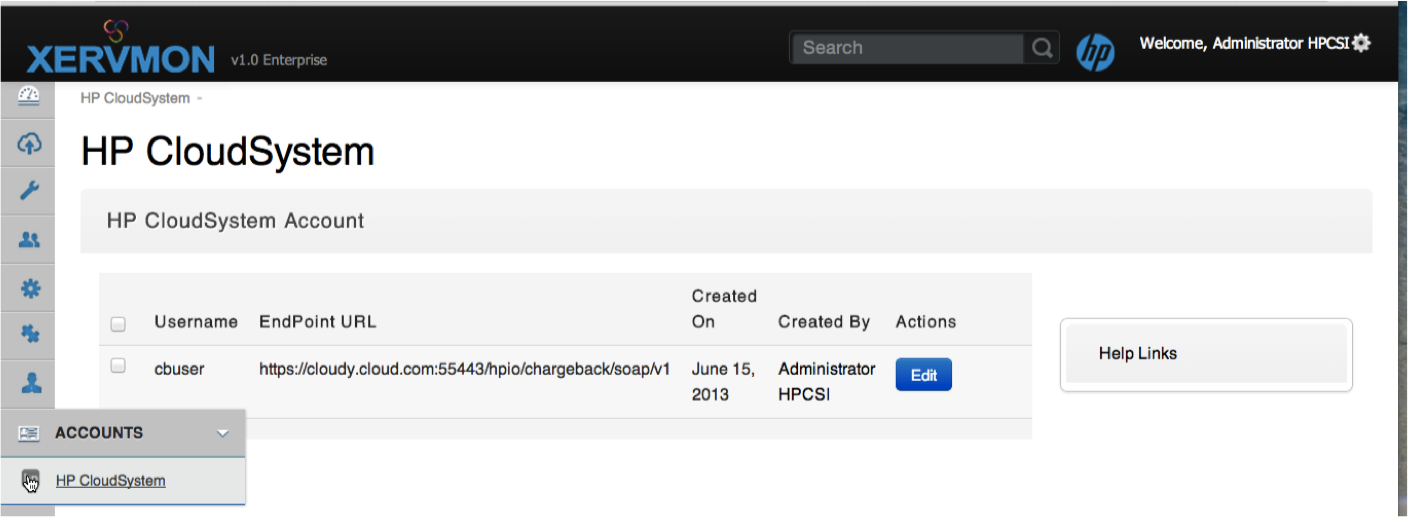 XERVMON v1.0 Enterprise
Search
hp
Welcome, Administrator HPCSI
HP CloudSystem -
HP CloudSystem
HP CloudSystem Account
Username EndPoint URL Created On Created By Actions
cbuser https://cloudy.cloud.com:55443/hpio/chargeback/soap/v1 June 15, 2013 Administrator HPCSI Edit
Help Links
ACCOUNTS
HP CloudSystem